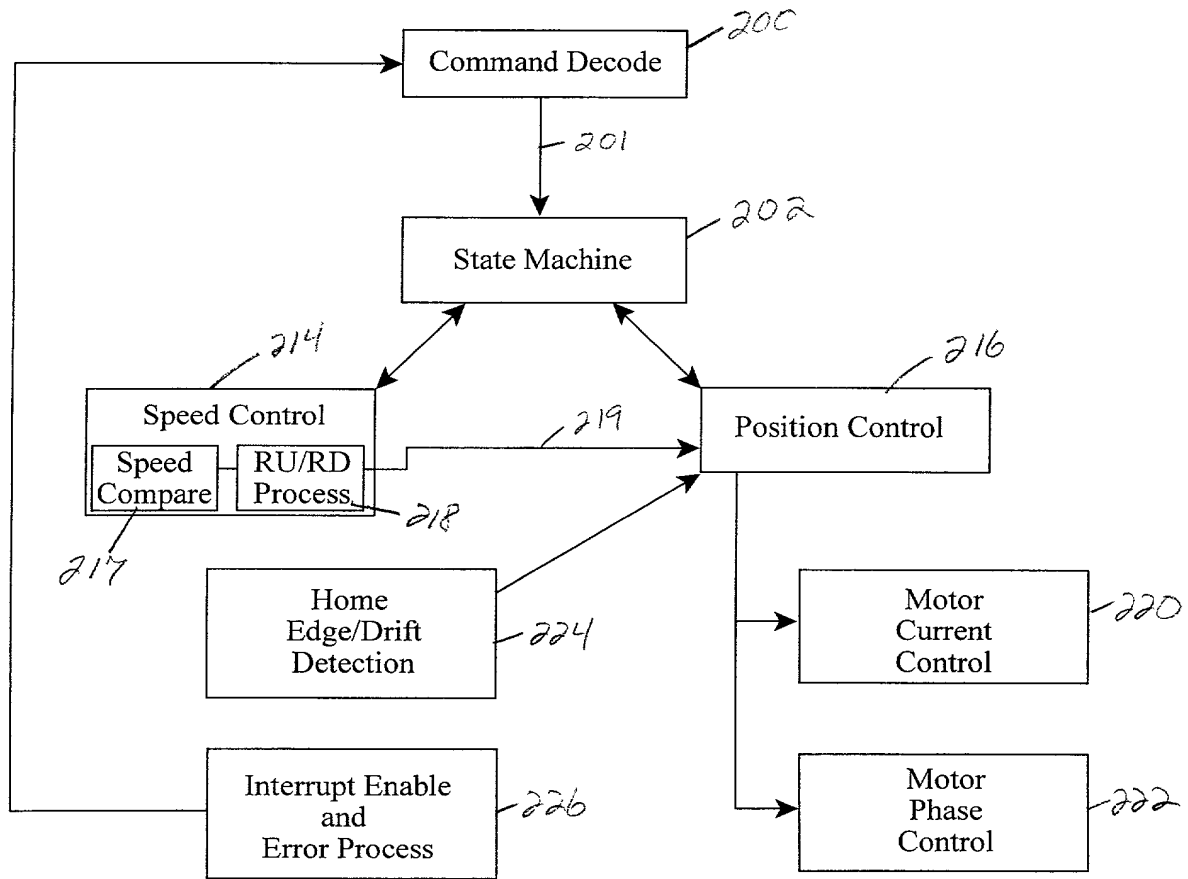 200
Command Decode
201
202
State Machine
214
216
Speed Control
219
Position Control
Speed
Compare
RU/RD
Process
218
217
Home
Edge/Drift
Detection
224
Motor
Current
Control
220
Interrupt Enable
and
Error Process
226
Motor
Phase
Control
222